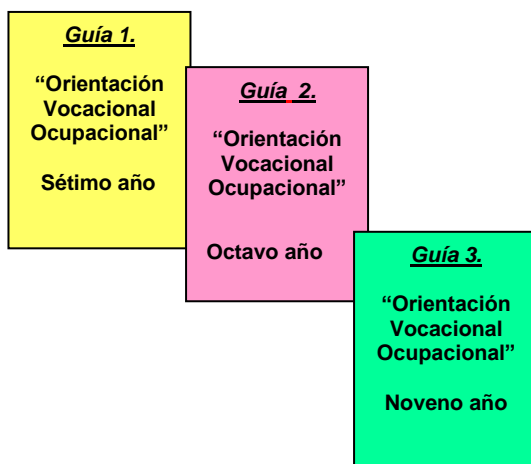 Guía 1.
“Orientación
Vocacional
Ocupacional”
Sétimo año
Guía 2.
“Orientación
Vocacional
Ocupacional”
Octavo año
Guía 3.
“Orientación
Vocacional
Ocupacional”
Noveno año